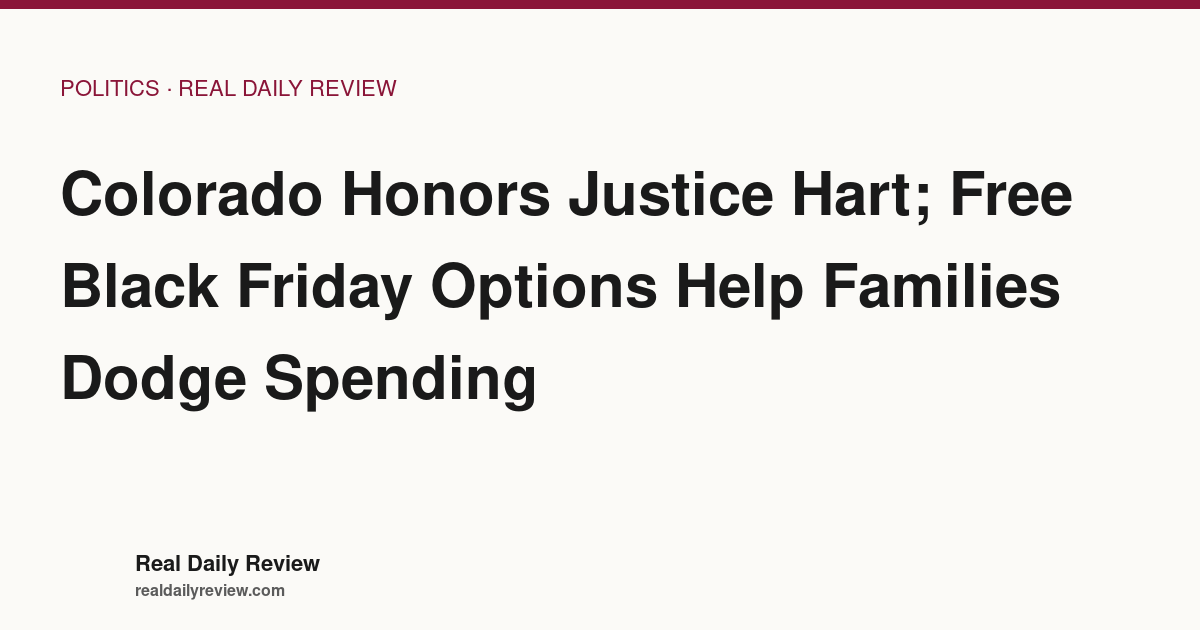 POLITICS · REAL DAILY REVIEW
Colorado Honors Justice Hart; Free
Black Friday Options Help Families
Dodge Spending
Real Daily Review
realdailyreview.com